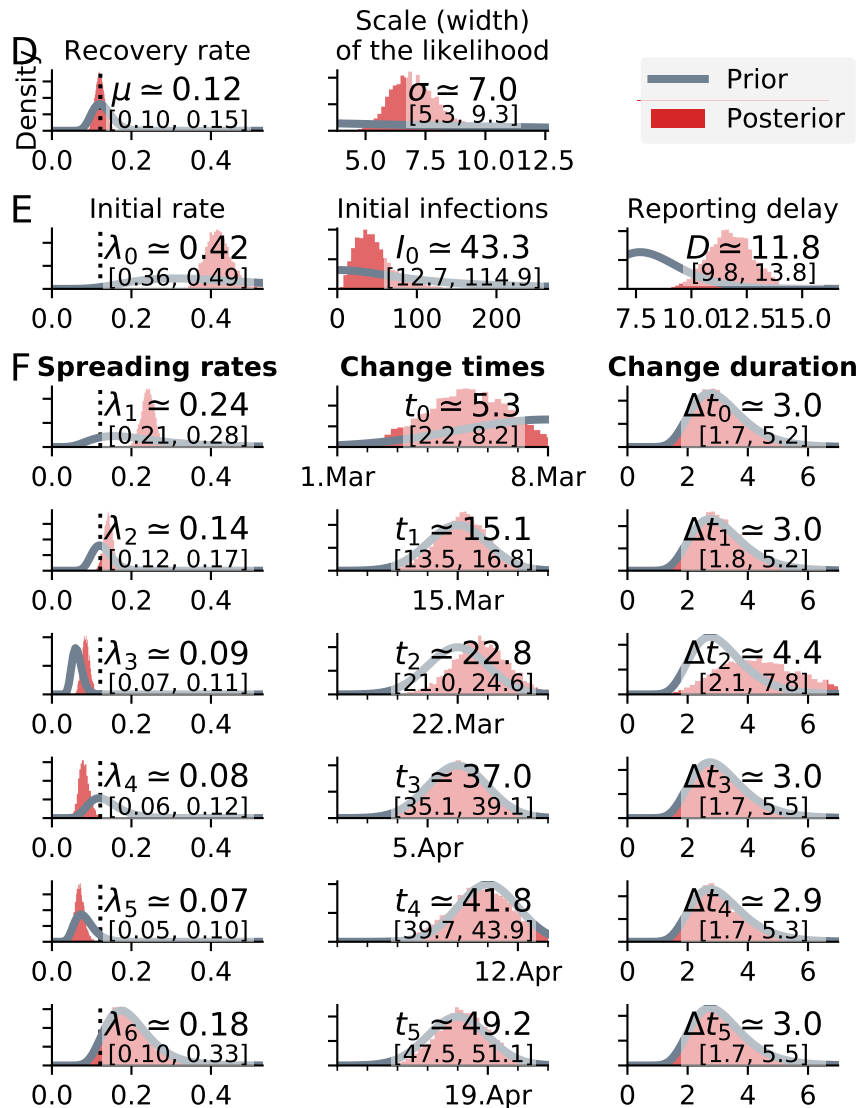 D Recovery rate
Scale (width)
of the likelihood
Density
μ ≃ 0.12
[0.10, 0.15]
0.0 0.2 0.4
σ ≃ 7.0
[5.3, 9.3]
5.0 7.5 10.0 12.5
Prior
Posterior
E Initial rate
λ0 ≃ 0.42
[0.36, 0.49]
0.0 0.2 0.4
Initial infections
I0 ≃ 43.3
[12.7, 114.9]
0 100 200
Reporting delay
D ≃ 11.8
[9.8, 13.8]
7.5 10.0 12.5 15.0
F Spreading rates Change times Change duration
λ1 ≃ 0.24
[0.21, 0.28]
0.0 0.2 0.4
t0 ≃ 5.3
[2.2, 8.2]
1.Mar 8.Mar
Δt0 ≃ 3.0
[1.7, 5.2]
0 2 4 6
λ2 ≃ 0.14
[0.12, 0.17]
0.0 0.2 0.4
t1 ≃ 15.1
[13.5, 16.8]
15.Mar
Δt1 ≃ 3.0
[1.8, 5.2]
0 2 4 6
λ3 ≃ 0.09
[0.07, 0.11]
0.0 0.2 0.4
t2 ≃ 22.8
[21.0, 24.6]
22.Mar
Δt2 ≃ 4.4
[2.1, 7.8]
0 2 4 6
λ4 ≃ 0.08
[0.06, 0.12]
0.0 0.2 0.4
t3 ≃ 37.0
[35.1, 39.1]
5.Apr
Δt3 ≃ 3.0
[1.7, 5.5]
0 2 4 6
λ5 ≃ 0.07
[0.05, 0.10]
0.0 0.2 0.4
t4 ≃ 41.8
[39.7, 43.9]
12.Apr
Δt4 ≃ 2.9
[1.7, 5.3]
0 2 4 6
λ6 ≃ 0.18
[0.10, 0.33]
0.0 0.2 0.4
t5 ≃ 49.2
[47.5, 51.1]
19.Apr
Δt5 ≃ 3.0
[1.7, 5.5]
0 2 4 6